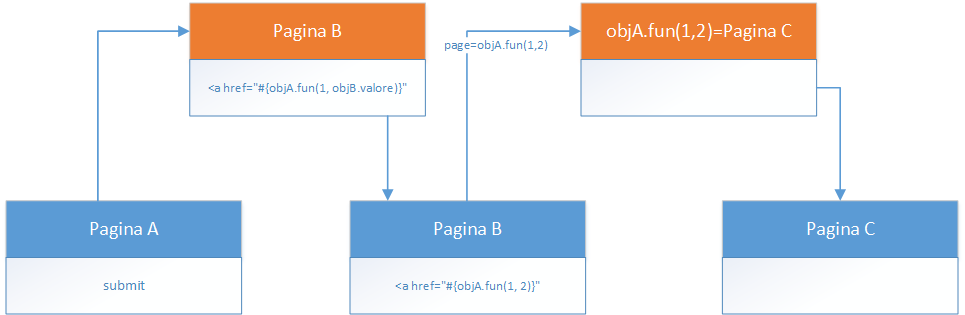 Pagina B
<a href="#{objA.fun(1, objB.valore)}"
page=objA.fun(1,2)
objA.fun(1,2)=Pagina C
Pagina A
submit
Pagina B
<a href="#{objA.fun(1, 2)}"
Pagina C